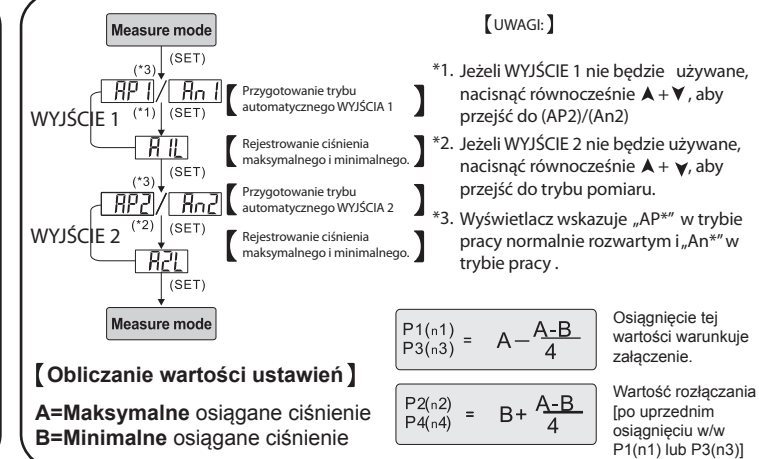 Measure mode
(SET)
(*3)
AP1 / An1
【Przygotowanie trybu
automatycznego WYJŚCIA 1】
WYJŚCIE 1
(*1) (SET)
A1L
【Rejestrowanie ciśnienia
maksymalnego i minimalnego.】
(SET)
(*3)
AP2 / An2
【Przygotowanie trybu
automatycznego WYJŚCIA 2】
WYJŚCIE 2
(*2) (SET)
A2L
【Rejestrowanie ciśnienia
maksymalnego i minimalnego.】
(SET)
Measure mode
【UWAGI:】
*1. Jeżeli WYJŚCIE 1 nie będzie używane,
nacisnąć równocześnie ⮝ + ⮟, aby
przejść do (AP2)/(An2)
*2. Jeżeli WYJŚCIE 2 nie będzie używane,
nacisnąć równocześnie ⮝ + ⮟, aby
przejść do trybu pomiaru.
*3. Wyświetlacz wskazuje „AP*” w trybie
pracy normalnie rozwartym i „An*” w
trybie pracy .
【Obliczanie wartości ustawień】
A=Maksymalne osiągane ciśnienie
B=Minimalne osiągane ciśnienie
P1(n1)
P3(n3) = A — A-B
4
Osiągnięcie tej
wartości warunkuje
załączenie.
P2(n2)
P4(n4) = B+ A-B
4
Wartość rozłączania
[po uprzednim
osiągnięciu w/w
P1(n1) lub P3(n3)]